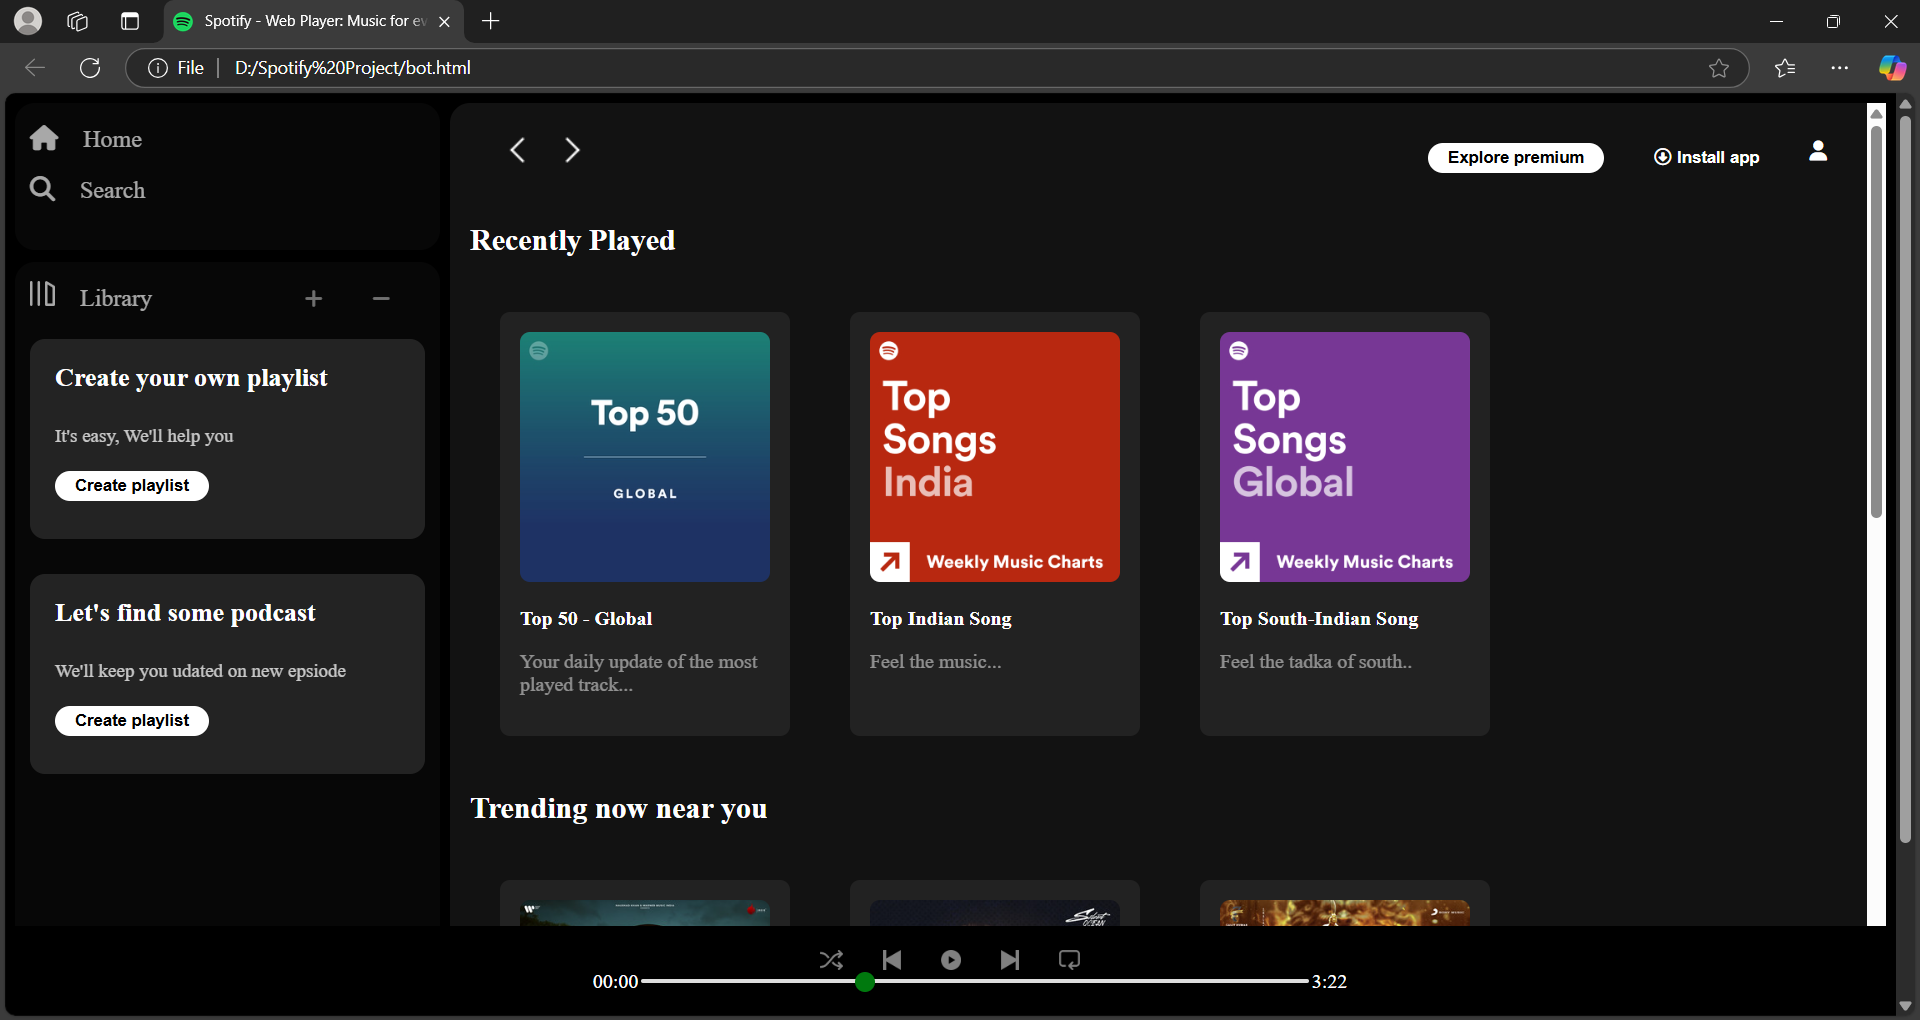 Spotify - Web Player: Music for ev
File
D:/Spotify%20Project/bot.html
Home
Search
Library
Create your own playlist
It's easy, We'll help you
Create playlist
Let's find some podcast
We'll keep you udated on new epsiode
Create playlist
Explore premium
Install app
Recently Played
Top 50
GLOBAL
Top 50 - Global
Your daily update of the most
played track...
Top
Songs
India
Weekly Music Charts
Top Indian Song
Feel the music...
Top
Songs
Global
Weekly Music Charts
Top South-Indian Song
Feel the tadka of south..
Trending now near you
00:00
3:22